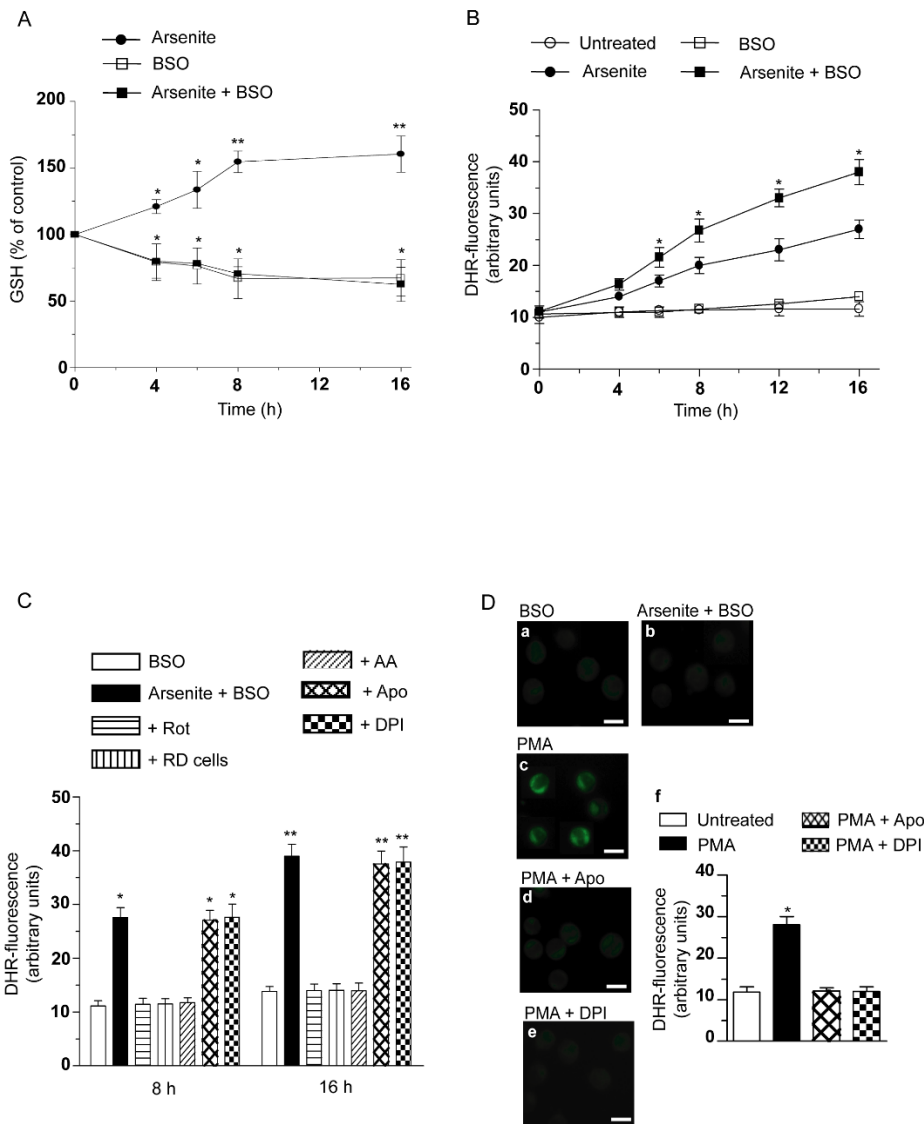 A
Arsenite
BSO
Arsenite + BSO
GSH (% of control)
200
150
100
50
0
**
**
*
*
*
*
*
*
0 4 8 12 16
Time (h)
B
Untreated
BSO
Arsenite
Arsenite + BSO
DHR-fluorescence
(arbitrary units)
50
40
30
20
10
0
*
*
*
*
0 4 8 12 16
Time (h)
C
BSO
+ AA
Arsenite + BSO
+ Apo
+ Rot
+ DPI
+ RD cells
DHR-fluorescence
(arbitrary units)
50
40
30
20
10
0
*
*
*
**
**
**
8 h
16 h
D
BSO
Arsenite + BSO
a
b
PMA
c
PMA + Apo
d
PMA + DPI
e
f
Untreated
PMA + Apo
PMA
PMA + DPI
DHR-fluorescence
(arbitrary units)
40
30
20
10
0
*